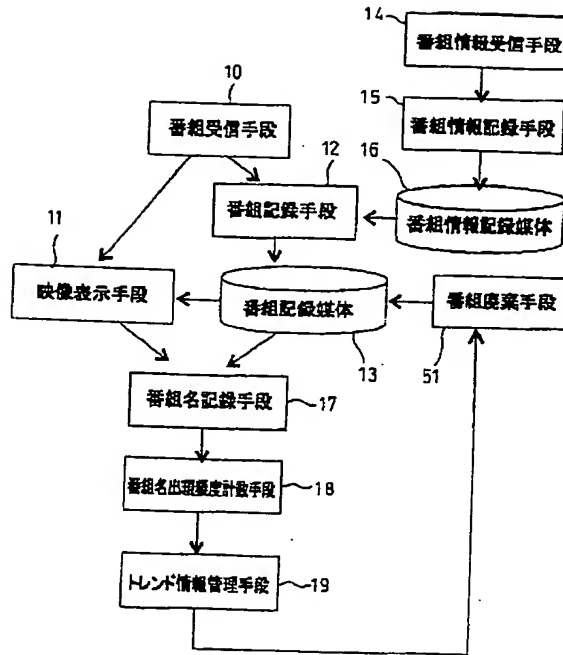 14
番組情報受信手段
10
15
番組受信手段
番組情報記録手段
12
16
番組記録手段
番組情報記録媒体
11
映像表示手段
番組記録媒体
番組廃棄手段
13
51
番組名記録手段
17
番組名出現頻度計数手段
18
トレンド情報管理手段
19